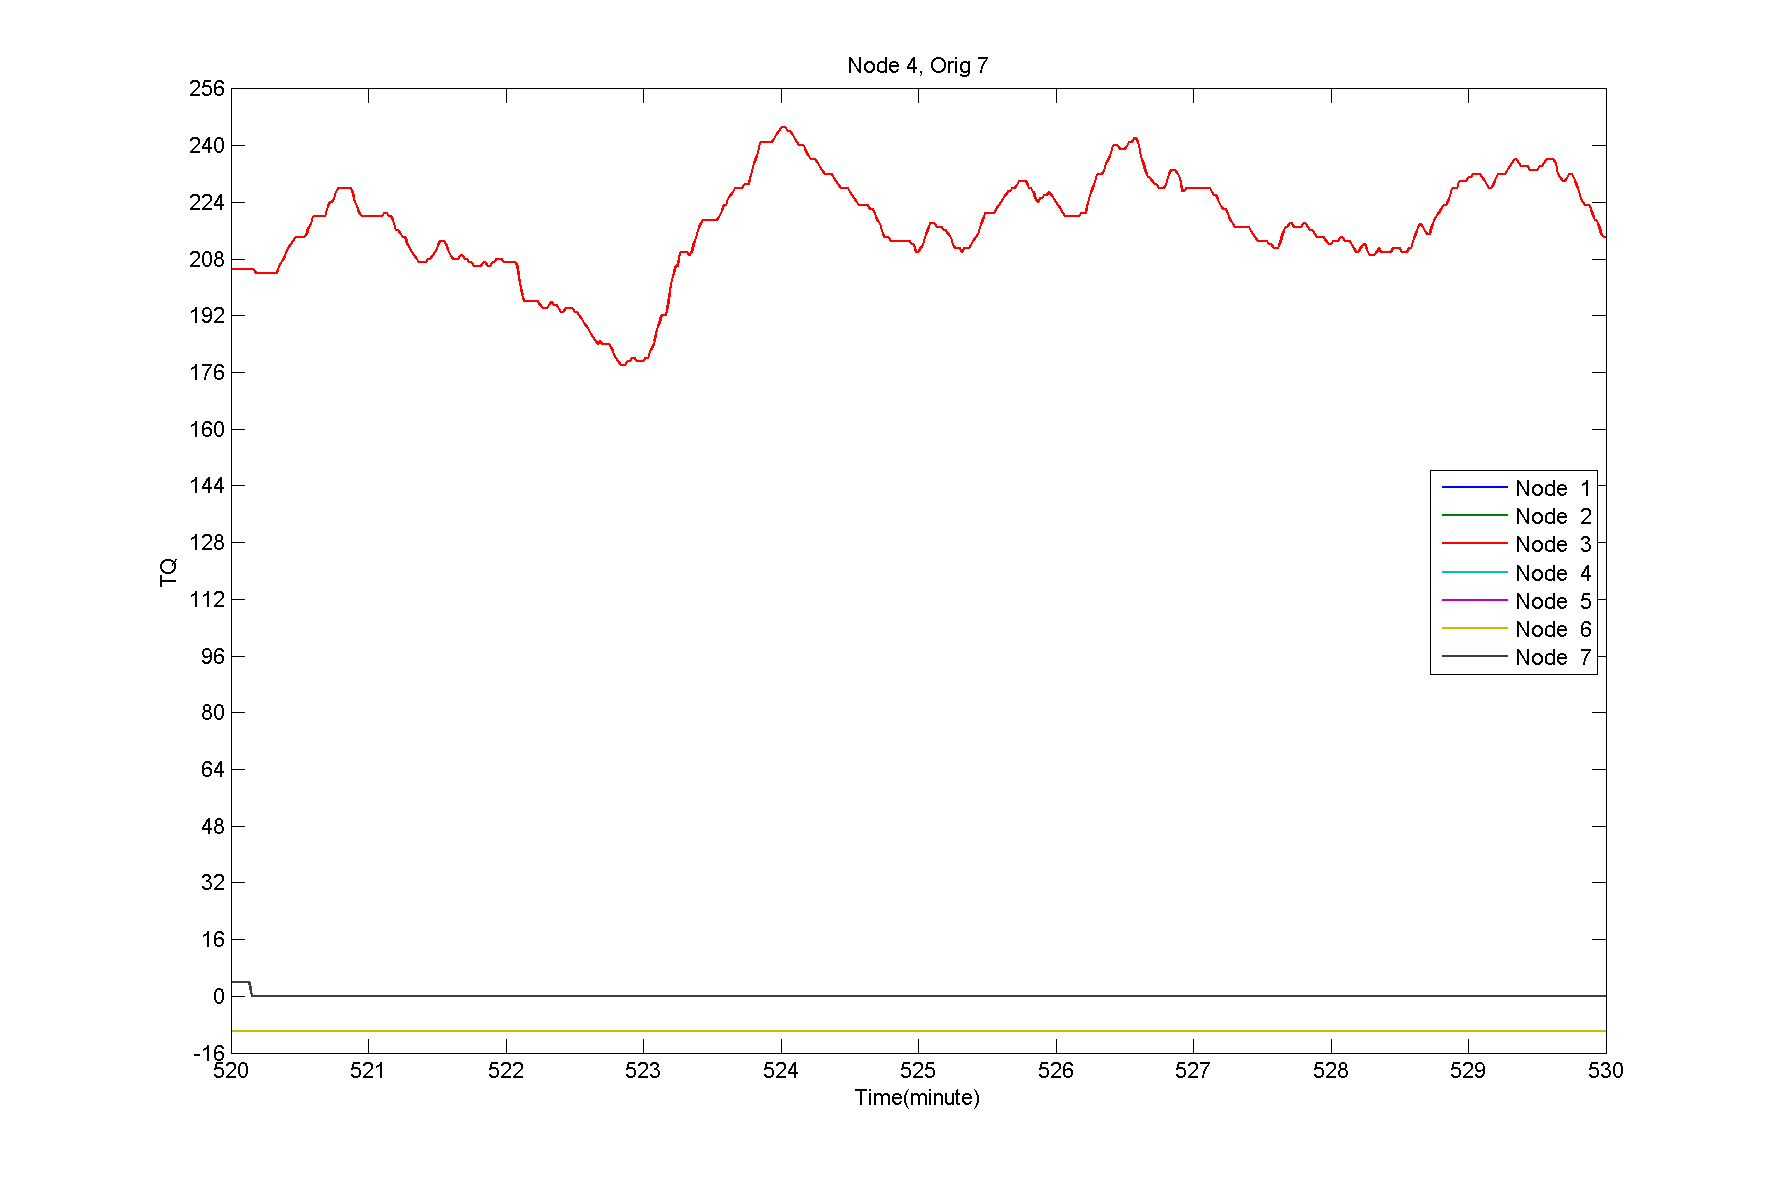 Node 4, Orig 7
256
240
224
208
192
176
160
144
128
112
96
80
64
48
32
16
0
-16
TQ
Node 1
Node 2
Node 3
Node 4
Node 5
Node 6
Node 7
520 521 522 523 524 525 526 527 528 529 530
Time(minute)